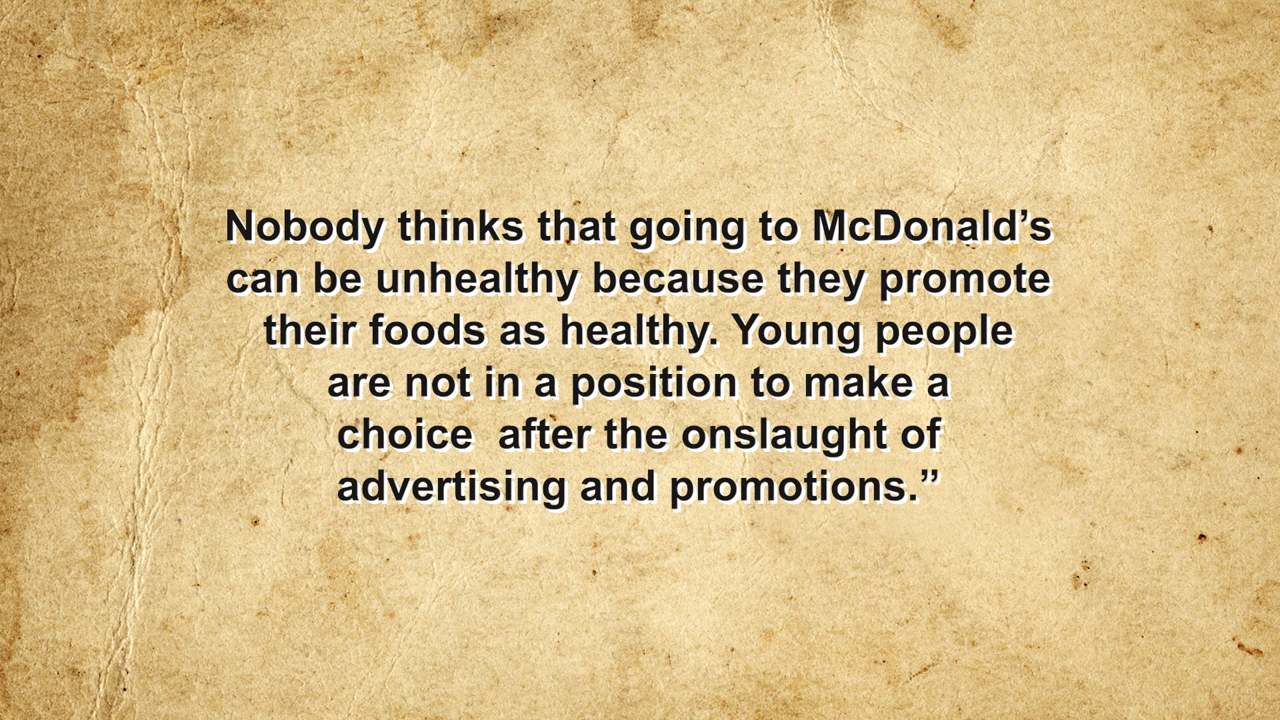 Nobody thinks that going to McDonald’s
can be unhealthy because they promote
their foods as healthy. Young people
are not in a position to make a
choice  after the onslaught of
advertising and promotions.”